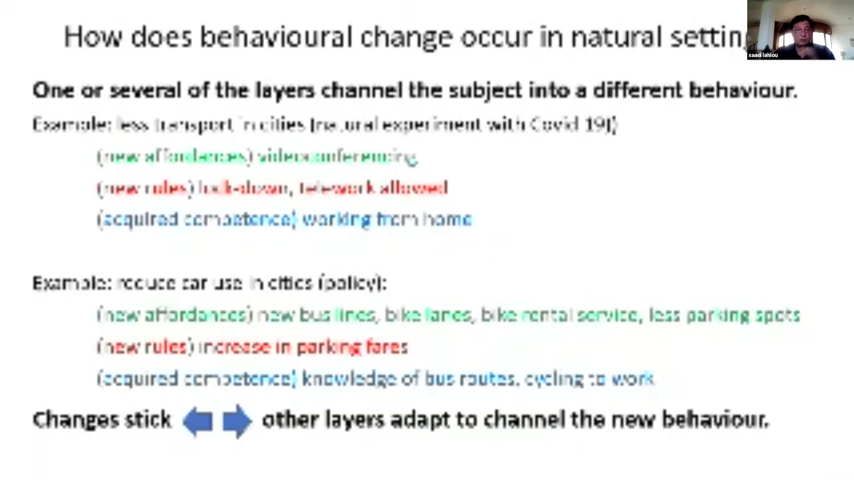 How does behavioural change occur in natural settin
saadi lahlou
One or several of the layers channel the subject into a different behaviour.
Example: less transport in cities (natural experiment with Covid 19])
(new affordances) videoconferencing,
(new rules) lock-down, telework allowed
(acquired competence) working from home
Example: reduce car use in cities (policy):
(new affordances) new bus lines, bike lanes, bike rental service, less parking spots
(new rules) increase in parking fares
(acquired competence) knowledge of bus routes, cycling to work
Changes stick other layers adapt to channel the new behaviour.